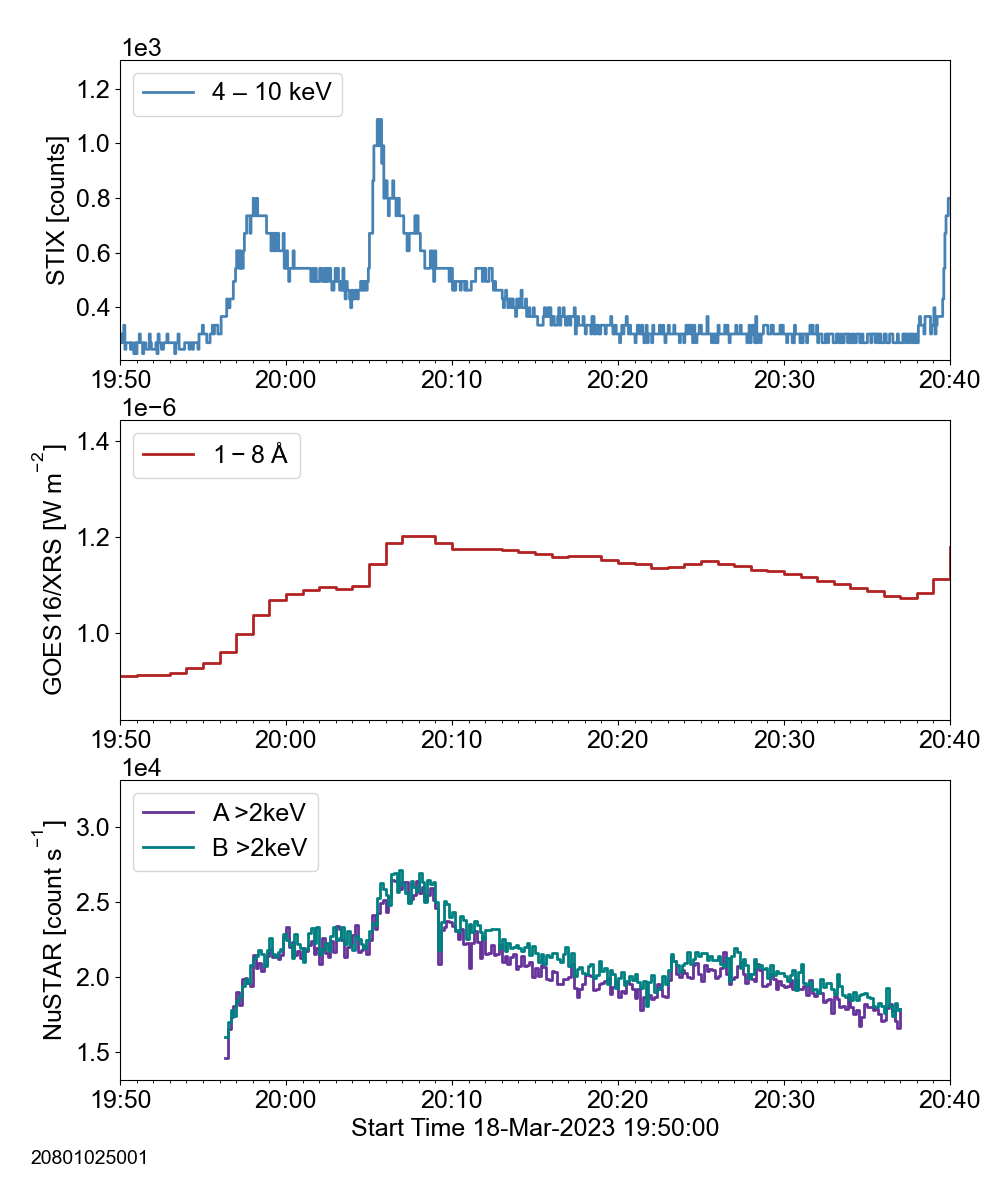 1e3
4 – 10 keV
STIX [counts]
1.2
1.0
0.8
0.6
0.4
19:50 20:00 20:10 20:20 20:30 20:40
1e−6
1 – 8 Å
GOES16/XRS [W m⁻²]
1.4
1.2
1.0
19:50 20:00 20:10 20:20 20:30 20:40
1e4
A >2keV
B >2keV
NuSTAR [count s⁻¹]
3.0
2.5
2.0
1.5
19:50 20:00 20:10 20:20 20:30 20:40
Start Time 18-Mar-2023 19:50:00
20801025001